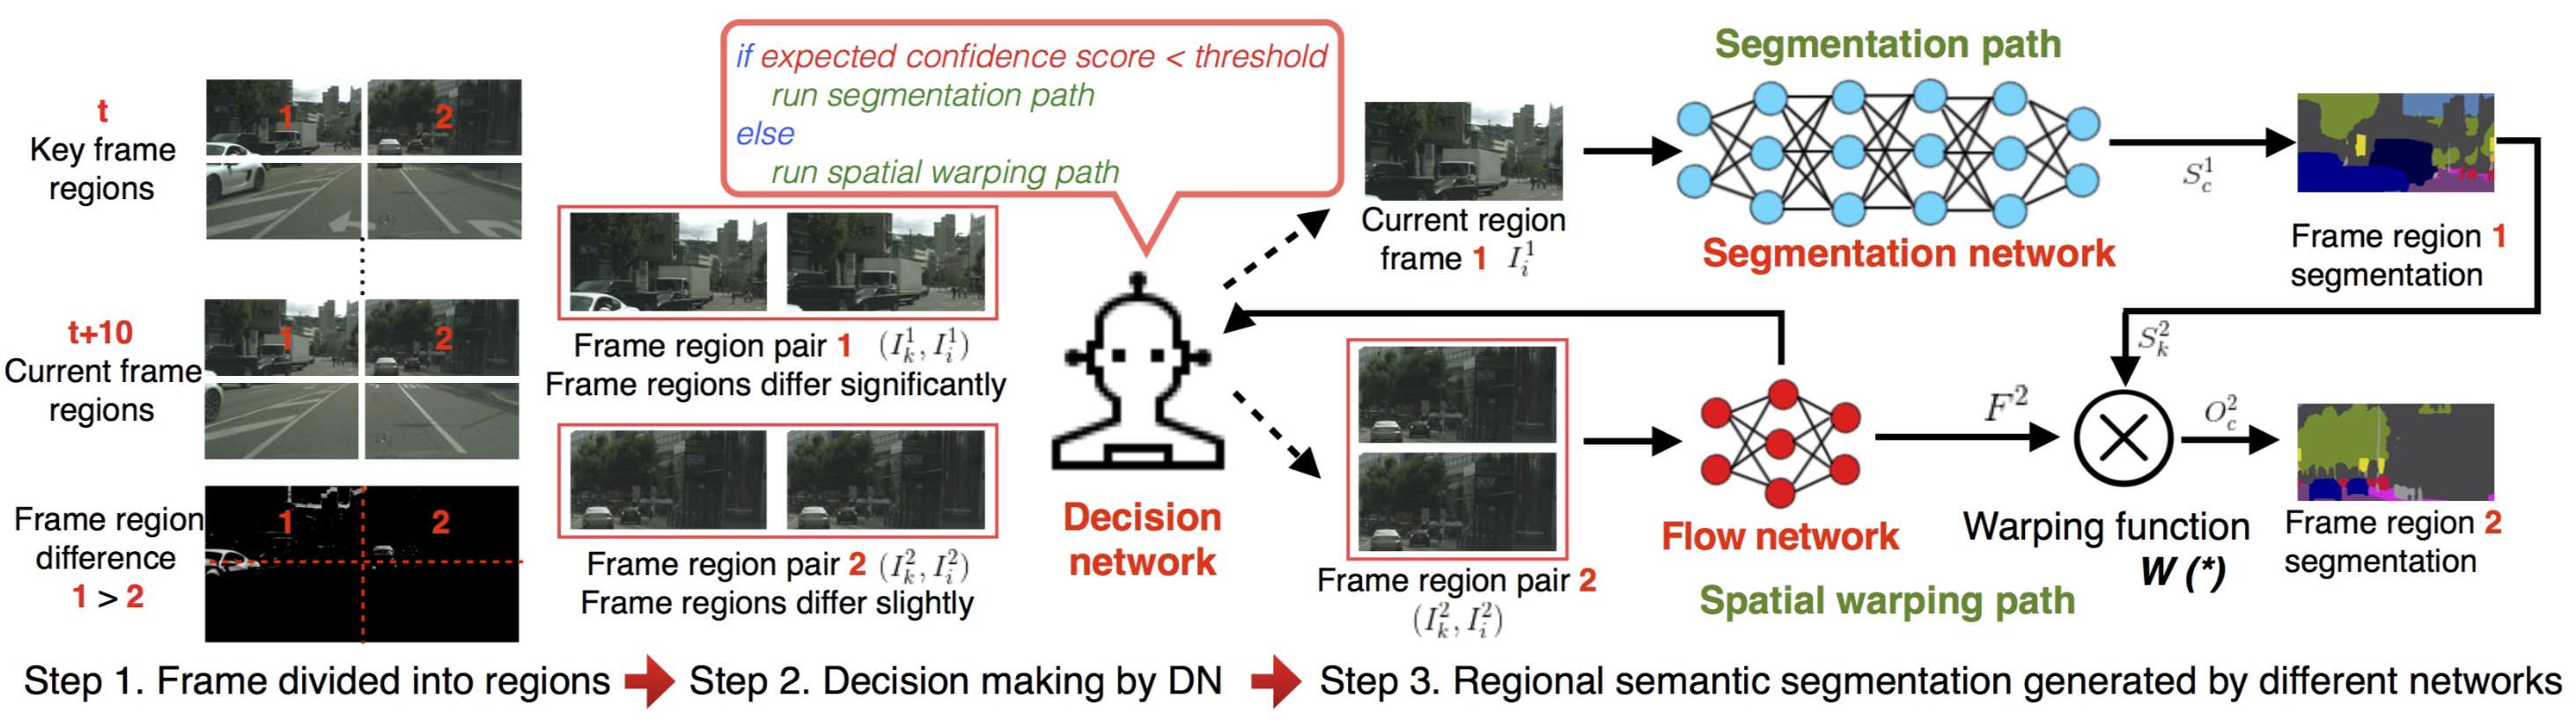 t
Key frame
regions
1
2
t+10
Current frame
regions
1
2
Frame region
difference
1 > 2
1
2
if expected confidence score < threshold
run segmentation path
else
run spatial warping path
Frame region pair 1 (I_k^1, I_i^1)
Frame regions differ significantly
Frame region pair 2 (I_k^2, I_i^2)
Frame regions differ slightly
Decision
network
Current region
frame 1 I_i^1
Segmentation path
Segmentation network
S_c^1
Frame region 1
segmentation
Frame region pair 2
(I_k^2, I_i^2)
Flow network
Spatial warping path
F^2
S_k^2
Warping function
W (*)
O_c^2
Frame region 2
segmentation
Step 1. Frame divided into regions
Step 2. Decision making by DN
Step 3. Regional semantic segmentation generated by different networks